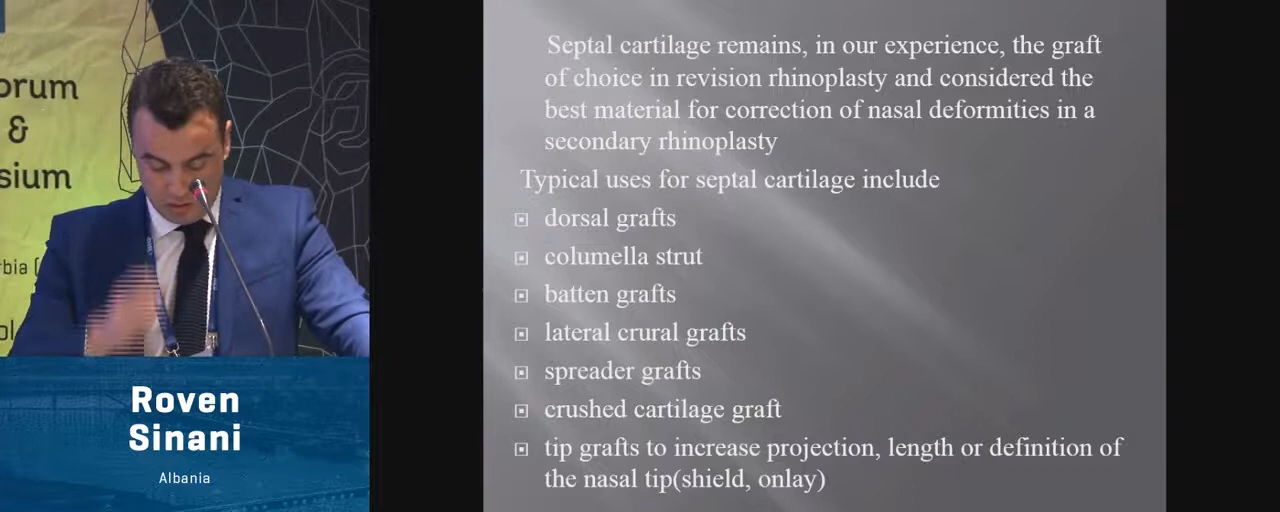 &
Roven
Sinani
Albania
Septal cartilage remains, in our experience, the graft
of choice in revision rhinoplasty and considered the
best material for correction of nasal deformities in a
secondary rhinoplasty
Typical uses for septal cartilage include
dorsal grafts
columella strut
batten grafts
lateral crural grafts
spreader grafts
crushed cartilage graft
tip grafts to increase projection, length or definition of
the nasal tip(shield, onlay)